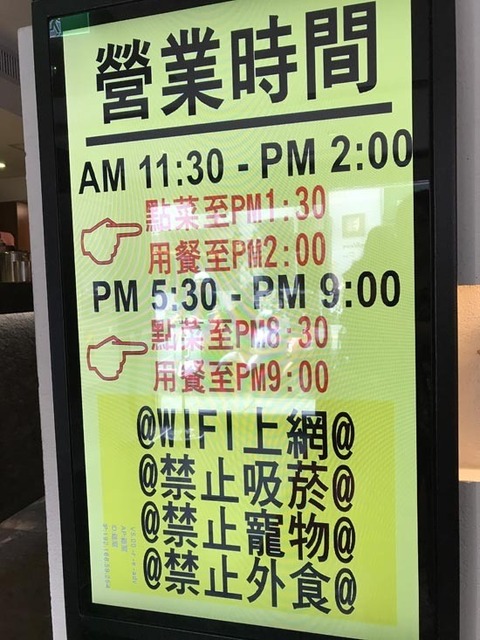 營業時間
AM 11:30 - PM 2:00
點菜至PM1:30
用餐至PM2:00
PM 5:30 - PM 9:00
點菜至PM8:30
用餐至PM9:00
@WIFI上網@
@禁止吸菸@
@禁止寵物@
@禁止外食@